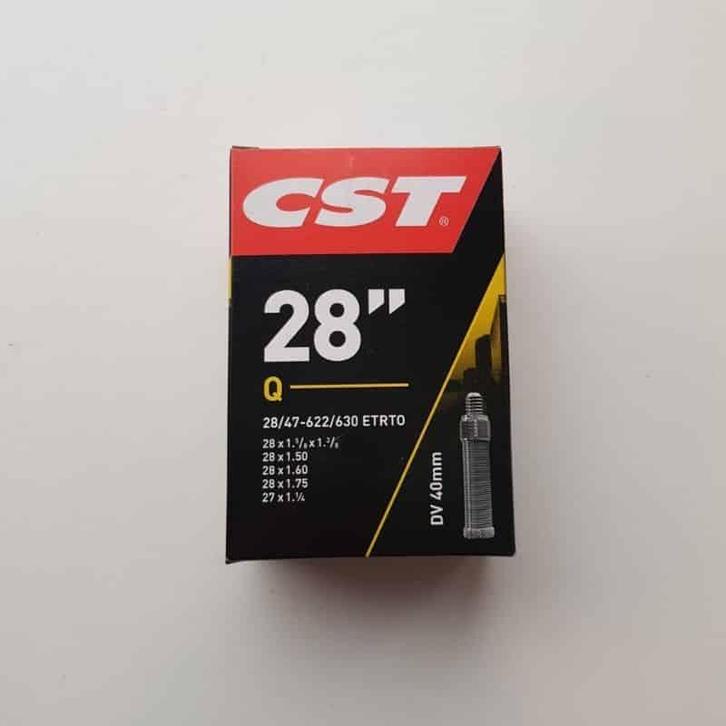 CST®
28"
Q
28/47-622/630 ETRTO
28 x 1.⁵/₈ x 1.³/₈
28 x 1.50
28 x 1.60
28 x 1.75
27 x 1.¼
DV 40mm